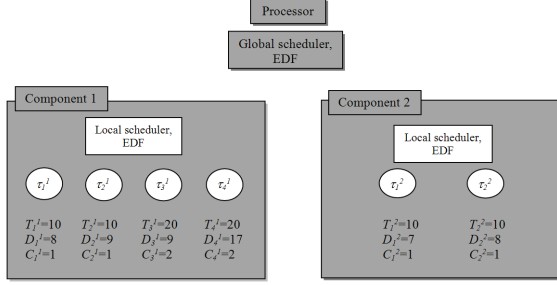 Processor
Global scheduler,
EDF
Component 1
Component 2
Local scheduler,
EDF
Local scheduler,
EDF
τ₁¹ τ₂¹ τ₃¹ τ₄¹
τ₁² τ₂²
T₁¹=10 T₂¹=10 T₃¹=20 T₄¹=20
D₁¹=8 D₂¹=9 D₃¹=9 D₄¹=17
C₁¹=1 C₂¹=1 C₃¹=2 C₄¹=2
T₁²=10 T₂²=10
D₁²=7 D₂²=8
C₁²=1 C₂²=1